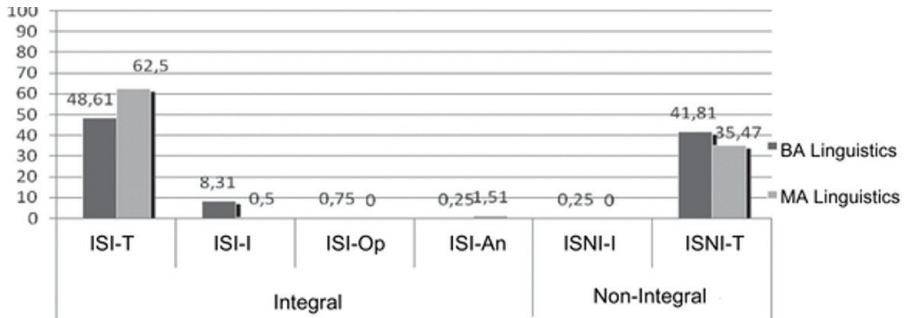 100
90
80
70
60
50
40
30
20
10
0
48,61
62,5
8,31
0,5
0,75
0
0,25
1,51
0,25
0
41,81
35,47
BA Linguistics
MA Linguistics
ISI-T
ISI-I
ISI-Op
ISI-An
ISNI-I
ISNI-T
Integral
Non-Integral